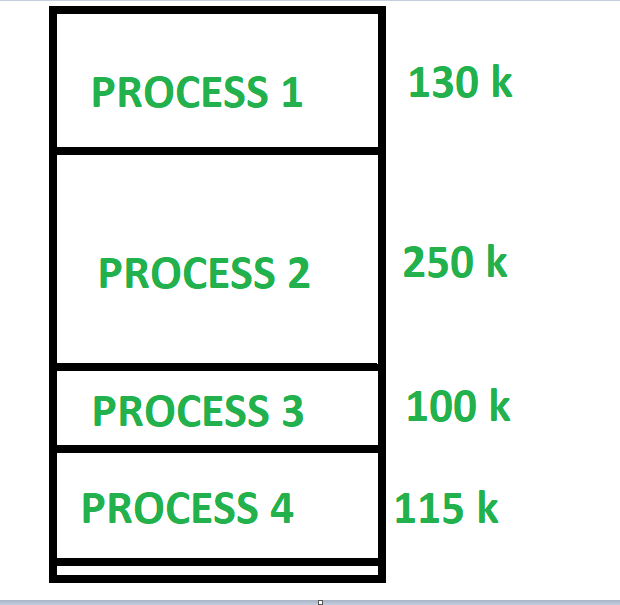 PROCESS 1 130 k
PROCESS 2 250 k
PROCESS 3 100 k
PROCESS 4 115 k